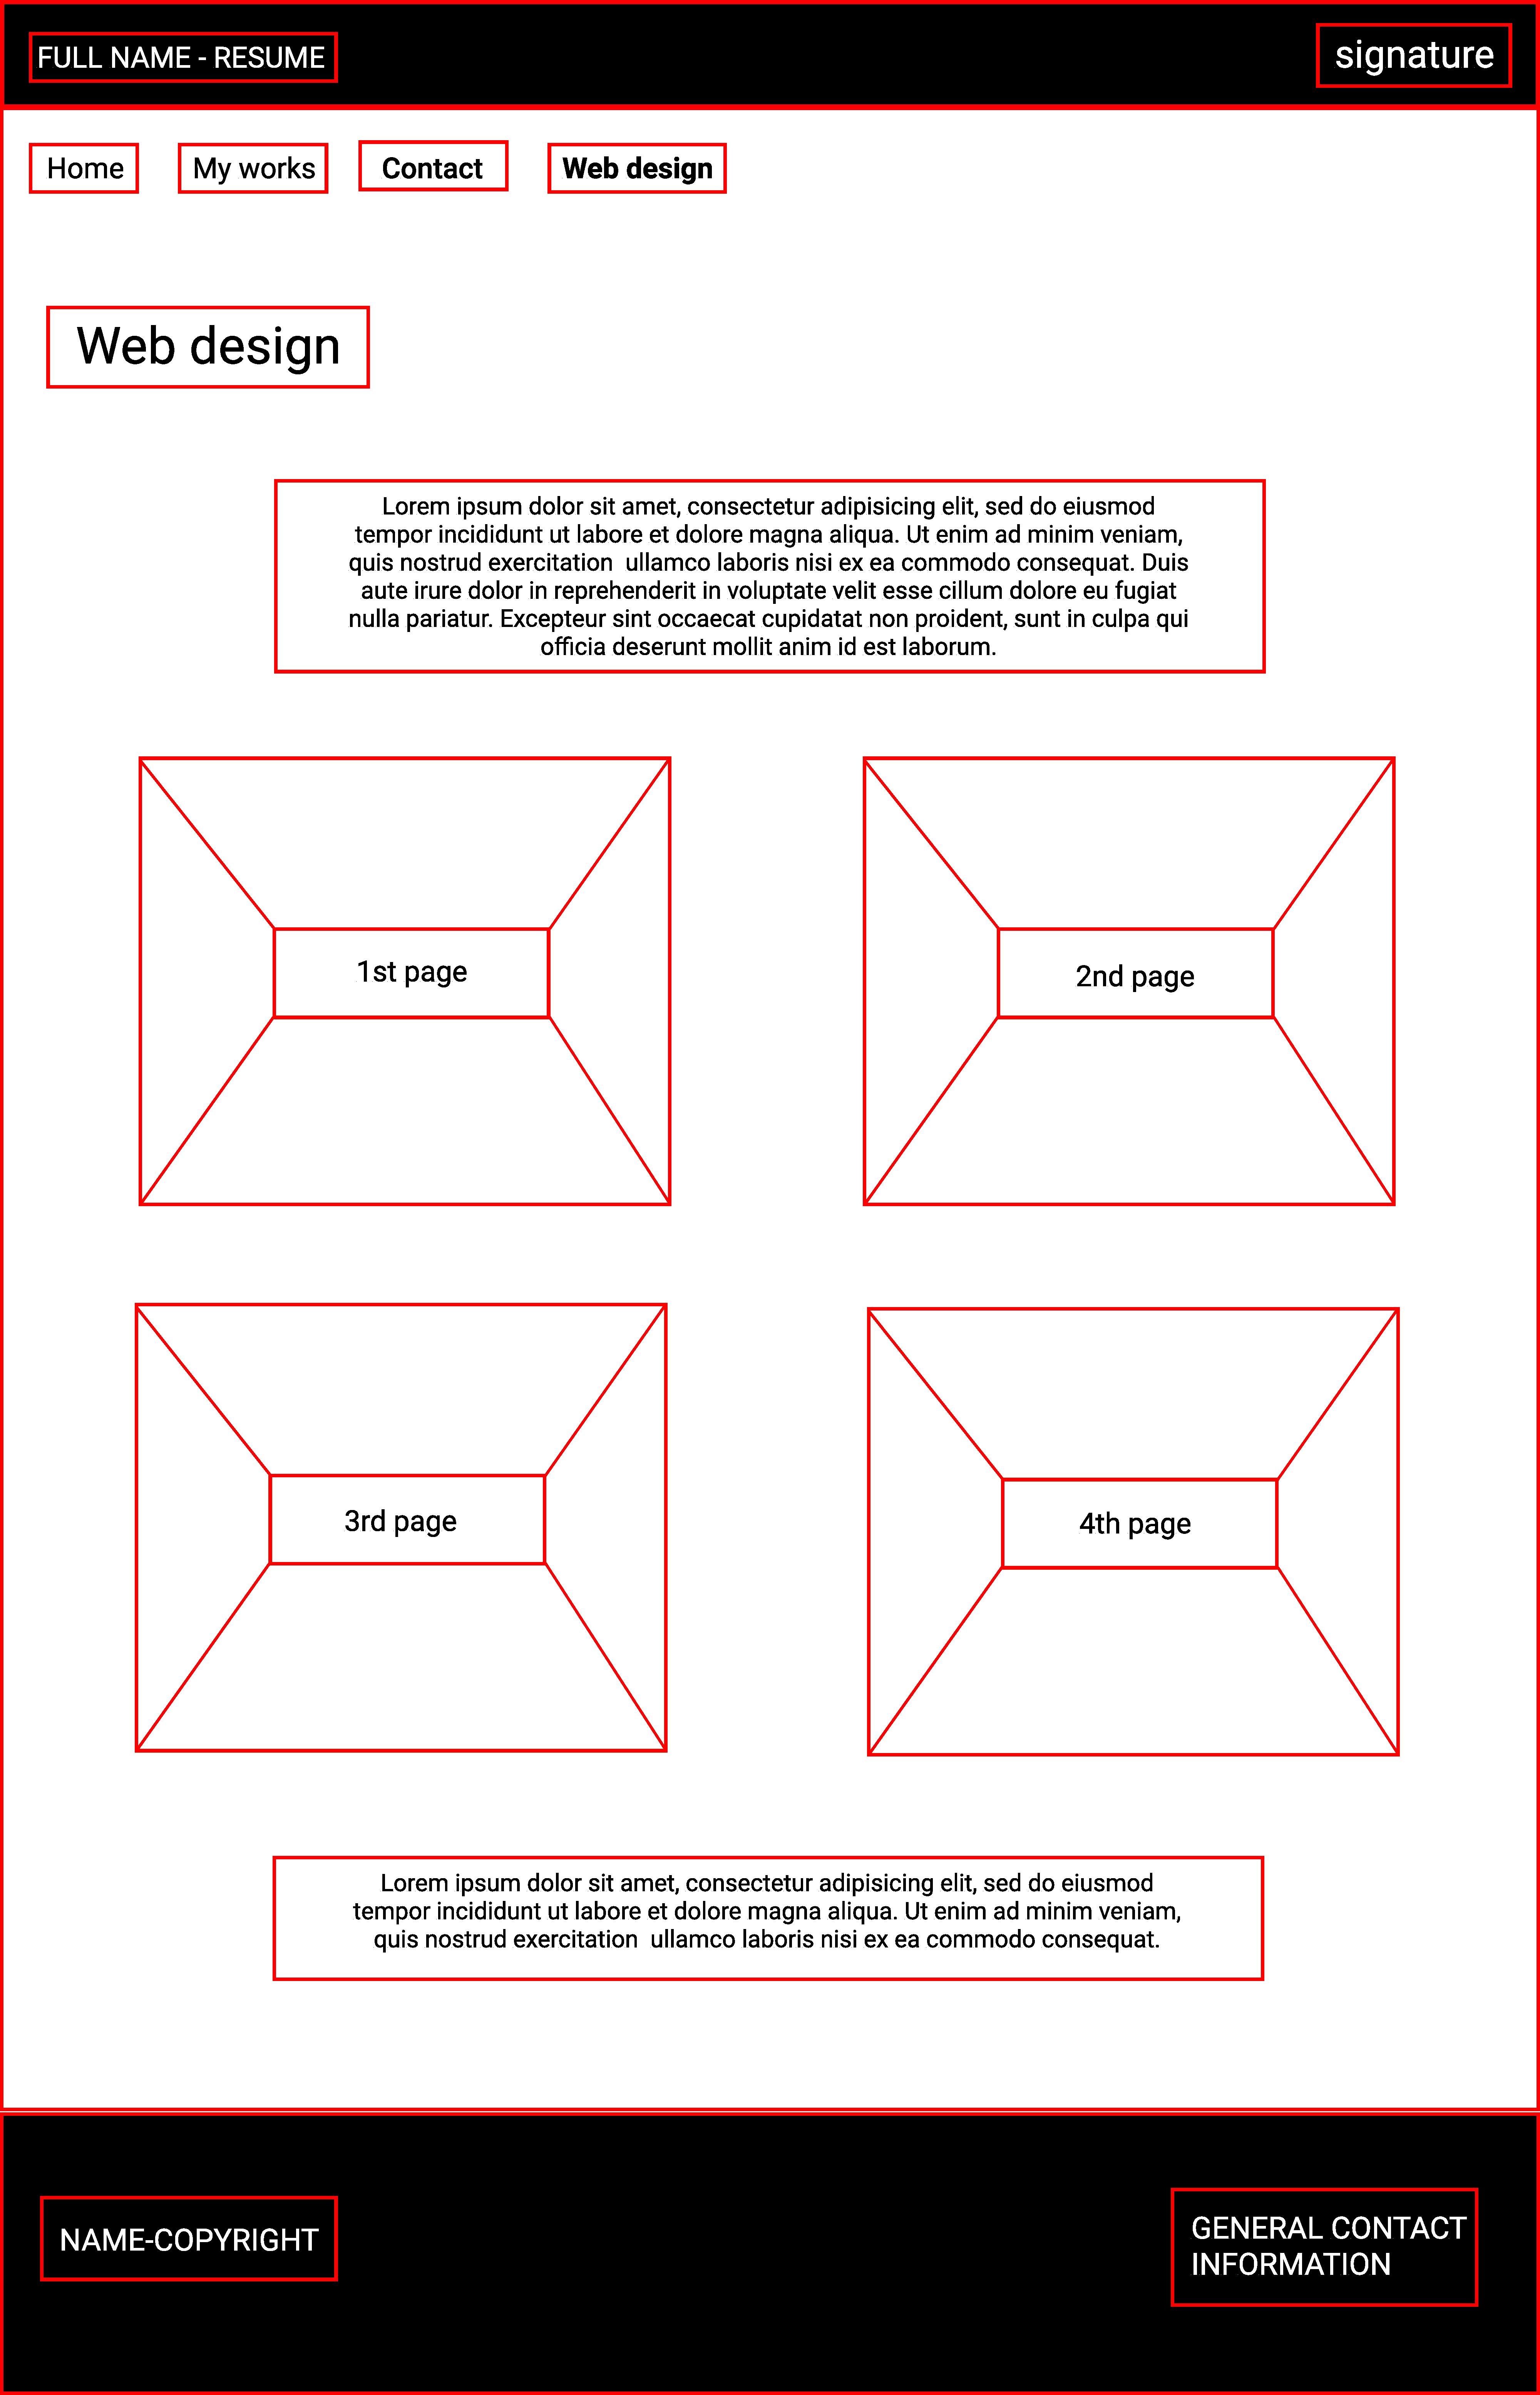 FULL NAME - RESUME
signature
Home
My works
Contact
Web design
Web design
Lorem ipsum dolor sit amet, consectetur adipisicing elit, sed do eiusmod
tempor incididunt ut labore et dolore magna aliqua. Ut enim ad minim veniam,
quis nostrud exercitation  ullamco laboris nisi ex ea commodo consequat. Duis
aute irure dolor in reprehenderit in voluptate velit esse cillum dolore eu fugiat
nulla pariatur. Excepteur sint occaecat cupidatat non proident, sunt in culpa qui
officia deserunt mollit anim id est laborum.
1st page
2nd page
3rd page
4th page
Lorem ipsum dolor sit amet, consectetur adipisicing elit, sed do eiusmod
tempor incididunt ut labore et dolore magna aliqua. Ut enim ad minim veniam,
quis nostrud exercitation  ullamco laboris nisi ex ea commodo consequat.
NAME-COPYRIGHT
GENERAL CONTACT
INFORMATION